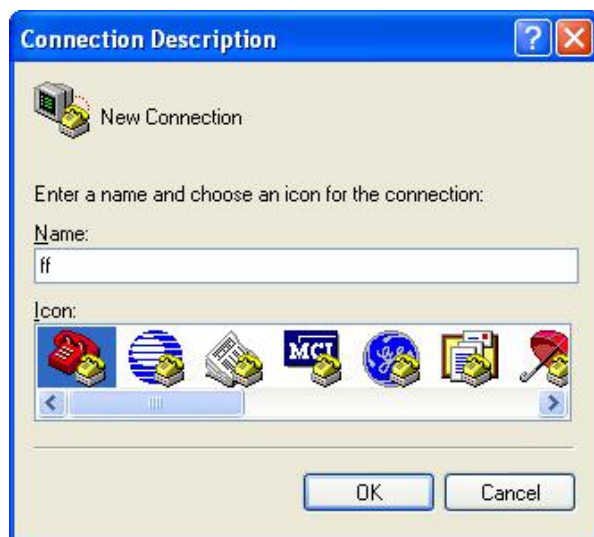 Connection Description
New Connection
Enter a name and choose an icon for the connection:
Name:
ff
Icon:
MCI
OK Cancel